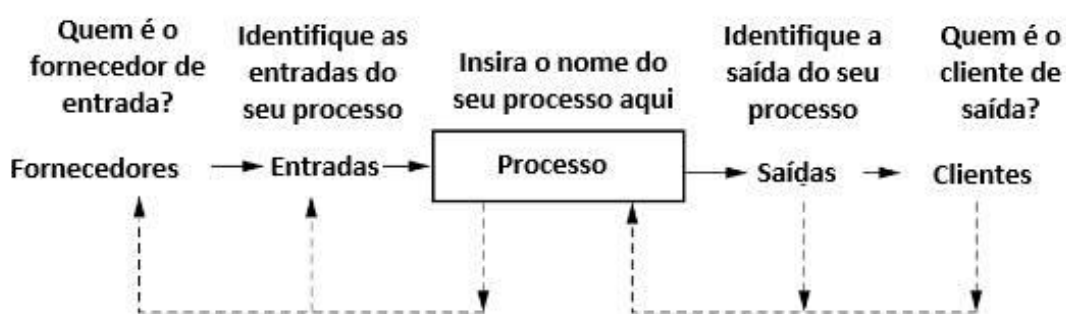 Quem é o
fornecedor de
entrada?
Identifique as
entradas do
seu processo
Insira o nome do
seu processo aqui
Identifique a
saída do seu
processo
Quem é o
cliente de
saída?
Fornecedores
Entradas
Processo
Saídas
Clientes